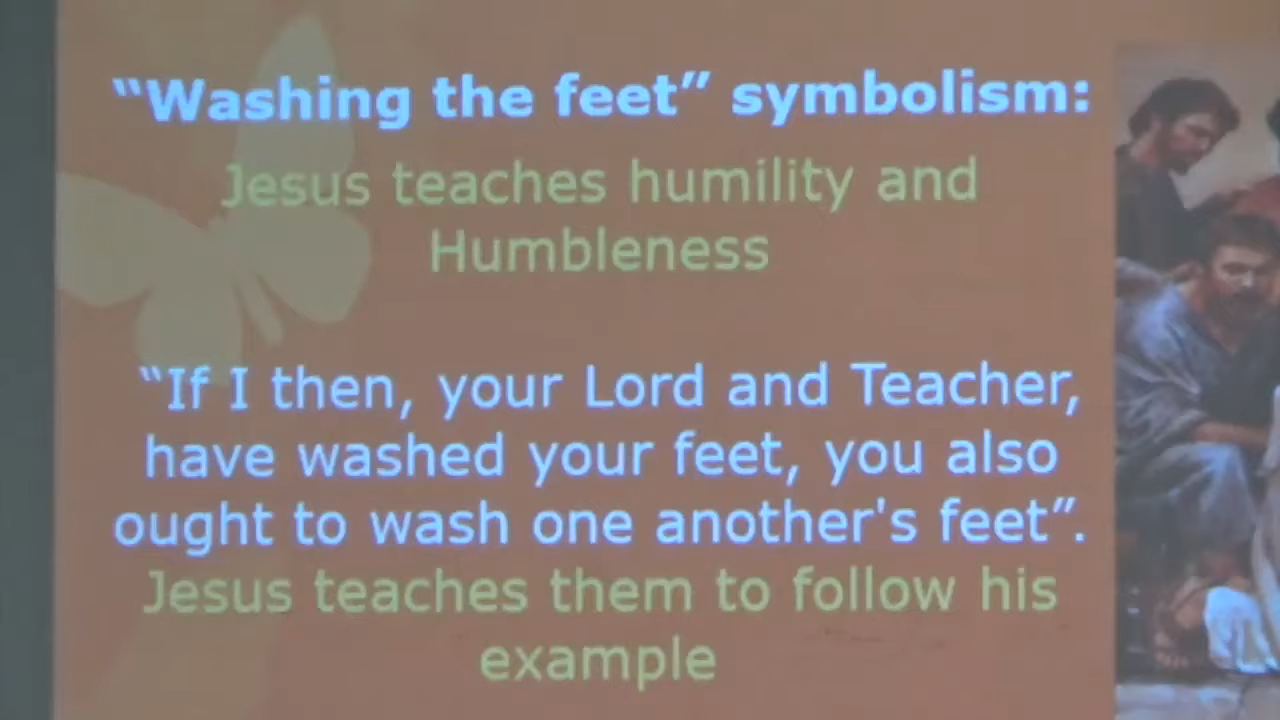 “Washing the feet” symbolism:
Jesus teaches humility and
Humbleness
“If I then, your Lord and Teacher,
have washed your feet, you also
ought to wash one another's feet”.
Jesus teaches them to follow his
example